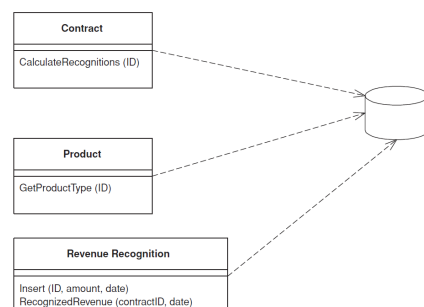 Contract
CalculateRecognitions (ID)
Product
GetProductType (ID)
Revenue Recognition
Insert (ID, amount, date)
RecognizedRevenue (contractID, date)